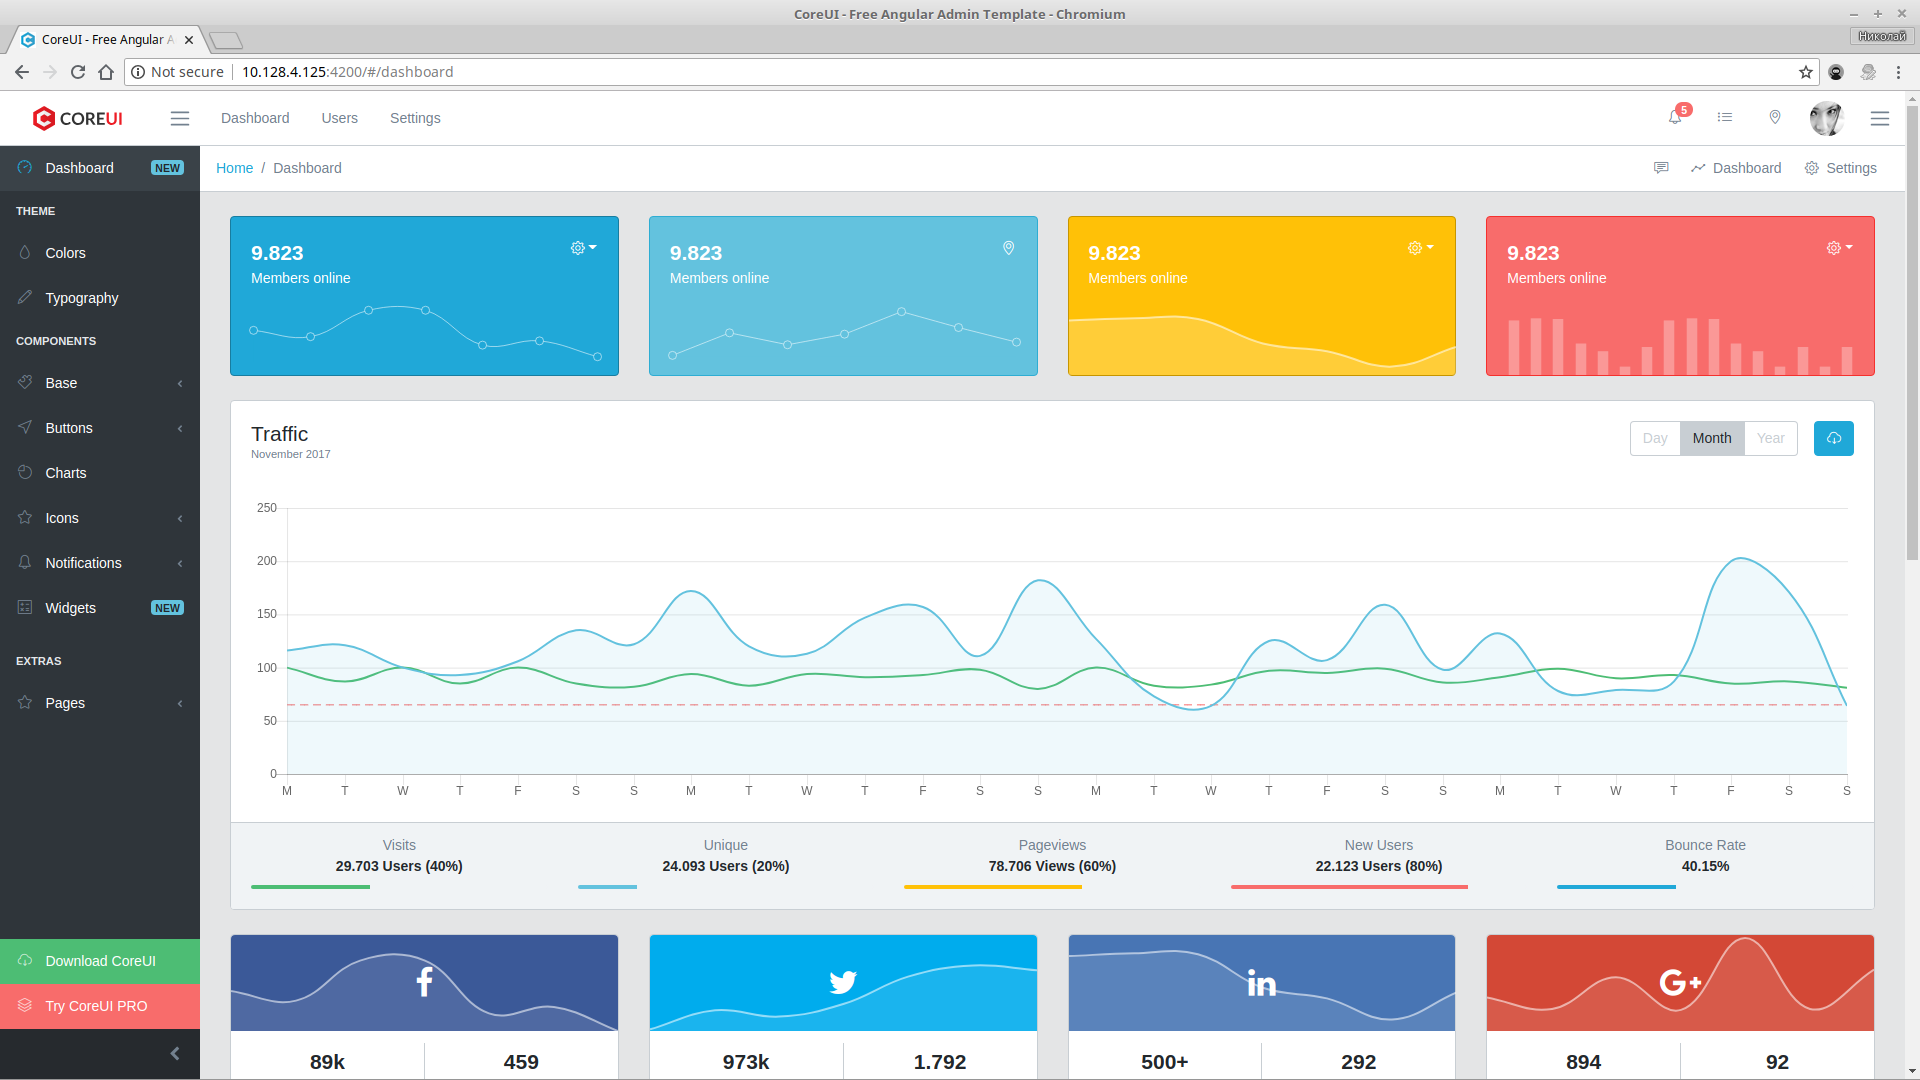 CoreUI - Free Angular Admin Template - Chromium
CoreUI - Free Angular A
Николай
Not secure
10.128.4.125:4200/#/dashboard
COREUI
Dashboard
Users
Settings
5
Dashboard NEW
THEME
Colors
Typography
COMPONENTS
Base
Buttons
Charts
Icons
Notifications
Widgets NEW
EXTRAS
Pages
Download CoreUI
Try CoreUI PRO
Home / Dashboard
Dashboard
Settings
9.823
Members online
9.823
Members online
9.823
Members online
9.823
Members online
Traffic
November 2017
Day Month Year
250
200
150
100
50
0
M T W T F S S M T W T F S S M T W T F S S M T W T F S S
Visits
29.703 Users (40%)
Unique
24.093 Users (20%)
Pageviews
78.706 Views (60%)
New Users
22.123 Users (80%)
Bounce Rate
40.15%
f
in
G+
89k 459
973k 1.792
500+ 292
894 92